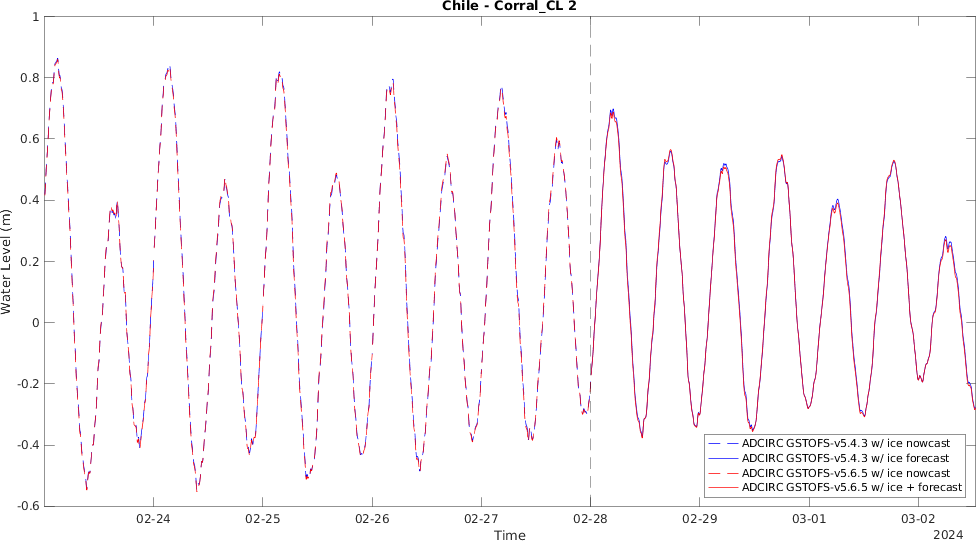 Chile - Corral_CL 2
Water Level (m)
1
0.8
0.6
0.4
0.2
0
-0.2
-0.4
-0.6
02-24
02-25
02-26
02-27
02-28
02-29
03-01
03-02
Time
2024
ADCIRC GSTOFS-v5.4.3 w/ ice nowcast
ADCIRC GSTOFS-v5.4.3 w/ ice forecast
ADCIRC GSTOFS-v5.6.5 w/ ice nowcast
ADCIRC GSTOFS-v5.6.5 w/ ice + forecast